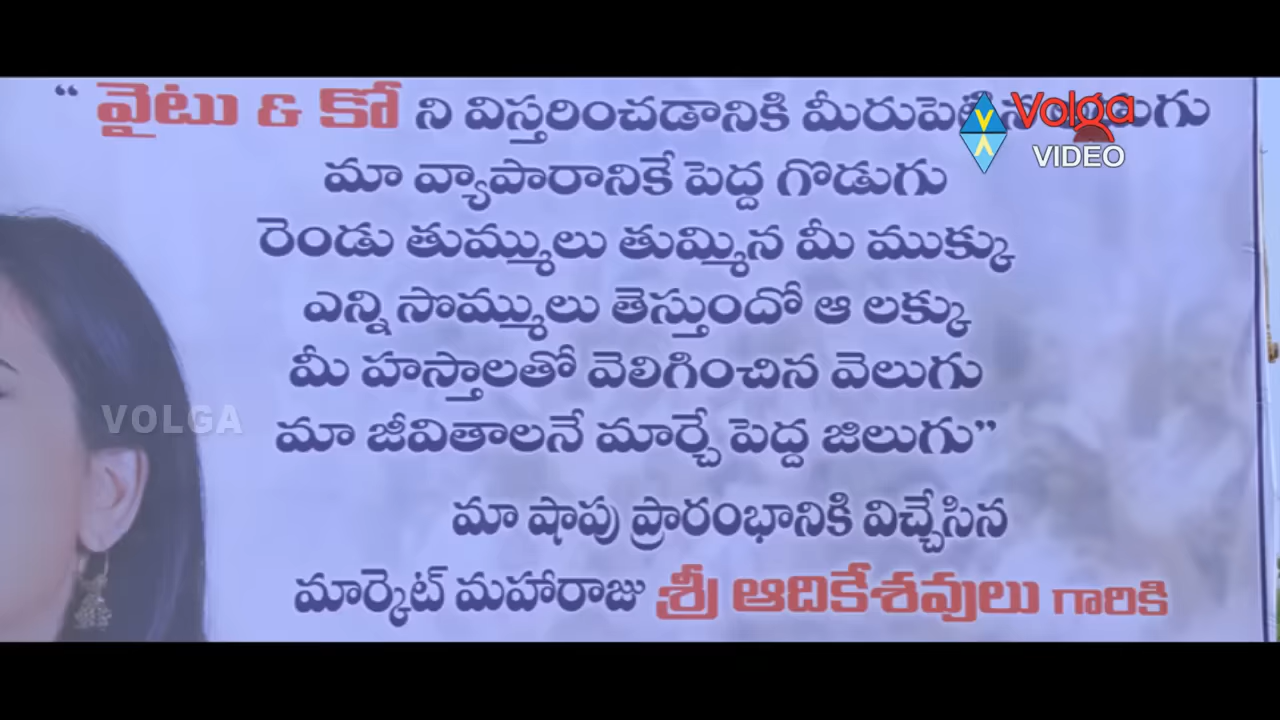 “ వైటు & కో ని విస్తరించడానికి
Volga
VIDEO
మా వ్యాపారానికే పెద్ద గొడుగు
రెండు తుమ్ములు తుమ్మిన మీ ముక్కు
ఎన్ని సొమ్ములు తెస్తుందో ఆ లక్కు
మీ హస్తాలతో వెలిగించిన వెలుగు
VOLGA
మా జీవితాలనే మార్చే పెద్ద జిలుగు”
మా షాపు ప్రారంభానికి విచ్చేసిన
మార్కెట్ మహారాజు శ్రీ ఆదికేశవులు గారికి